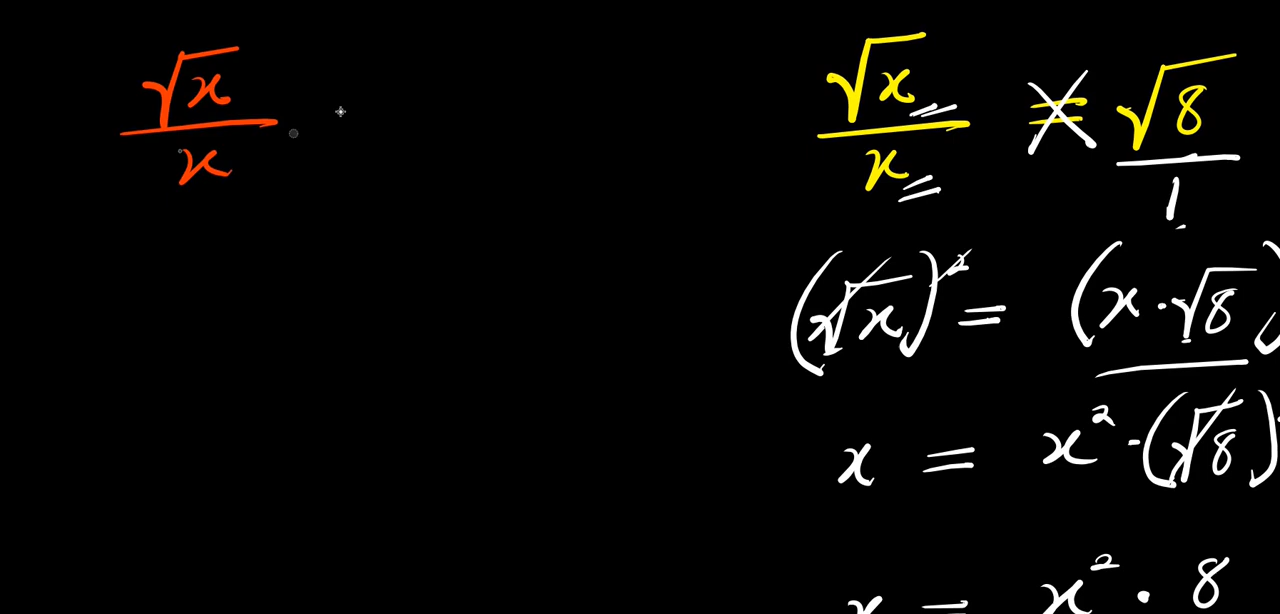 √x / x
√x / x = √8 / 1
(√x)² = (x · √8)
x = x² · (√8)
x = x² · 8